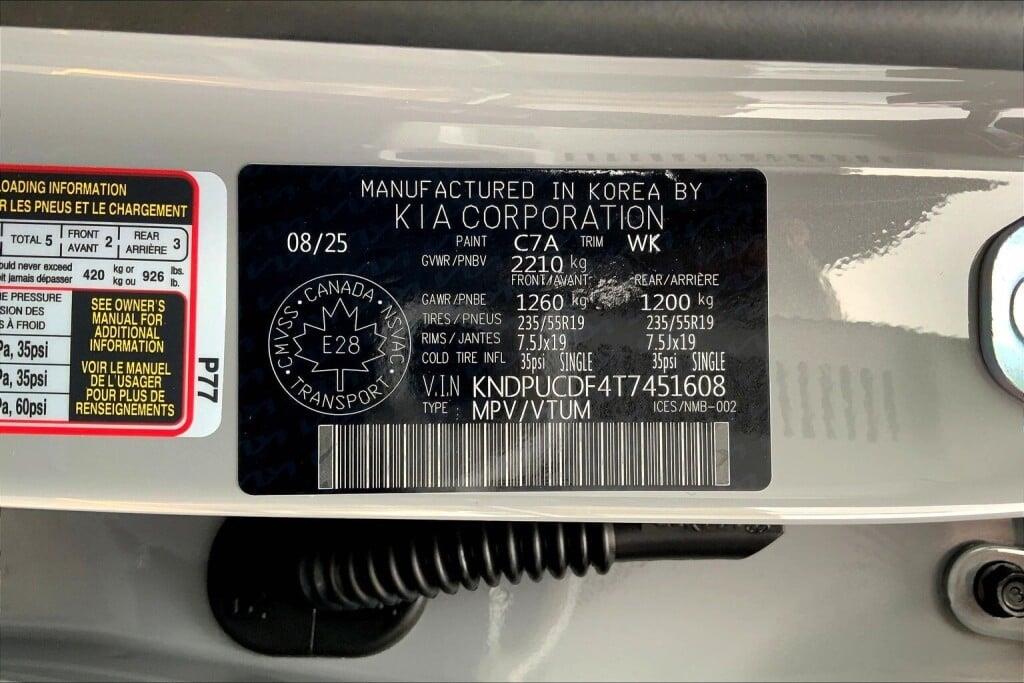 LOADING INFORMATION
R LES PNEUS ET LE CHARGEMENT
TOTAL 5 FRONT AVANT 2 REAR ARRIÈRE 3
ould never exceed
it jamais dépasser 420 kg or kg ou 926 lbs. lb.
PRESSURE
SION DES
À FROID
Pa, 35psi
Pa, 35psi
Pa, 60psi
SEE OWNER'S
MANUAL FOR
ADDITIONAL
INFORMATION
VOIR LE MANUEL
DE L'USAGER
POUR PLUS DE
RENSEIGNEMENTS
P77
MANUFACTURED IN KOREA BY
KIA CORPORATION
08/25 PAINT C7A TRIM WK
GVWR/PNBV 2210 kg
FRONT/AVANT REAR/ARRIÈRE
GAWR/PNBE 1260 kg 1200 kg
TIRES/PNEUS 235/55R19 235/55R19
RIMS/JANTES 7.5Jx19 7.5Jx19
COLD TIRE INFL 35psi SINGLE 35psi SINGLE
V.I.N KNDPUCDF4T7451608
TYPE : MPV/VTUM ICES/NMB-002
CANADA
CMVSS • NSVAC
E28
TRANSPORT